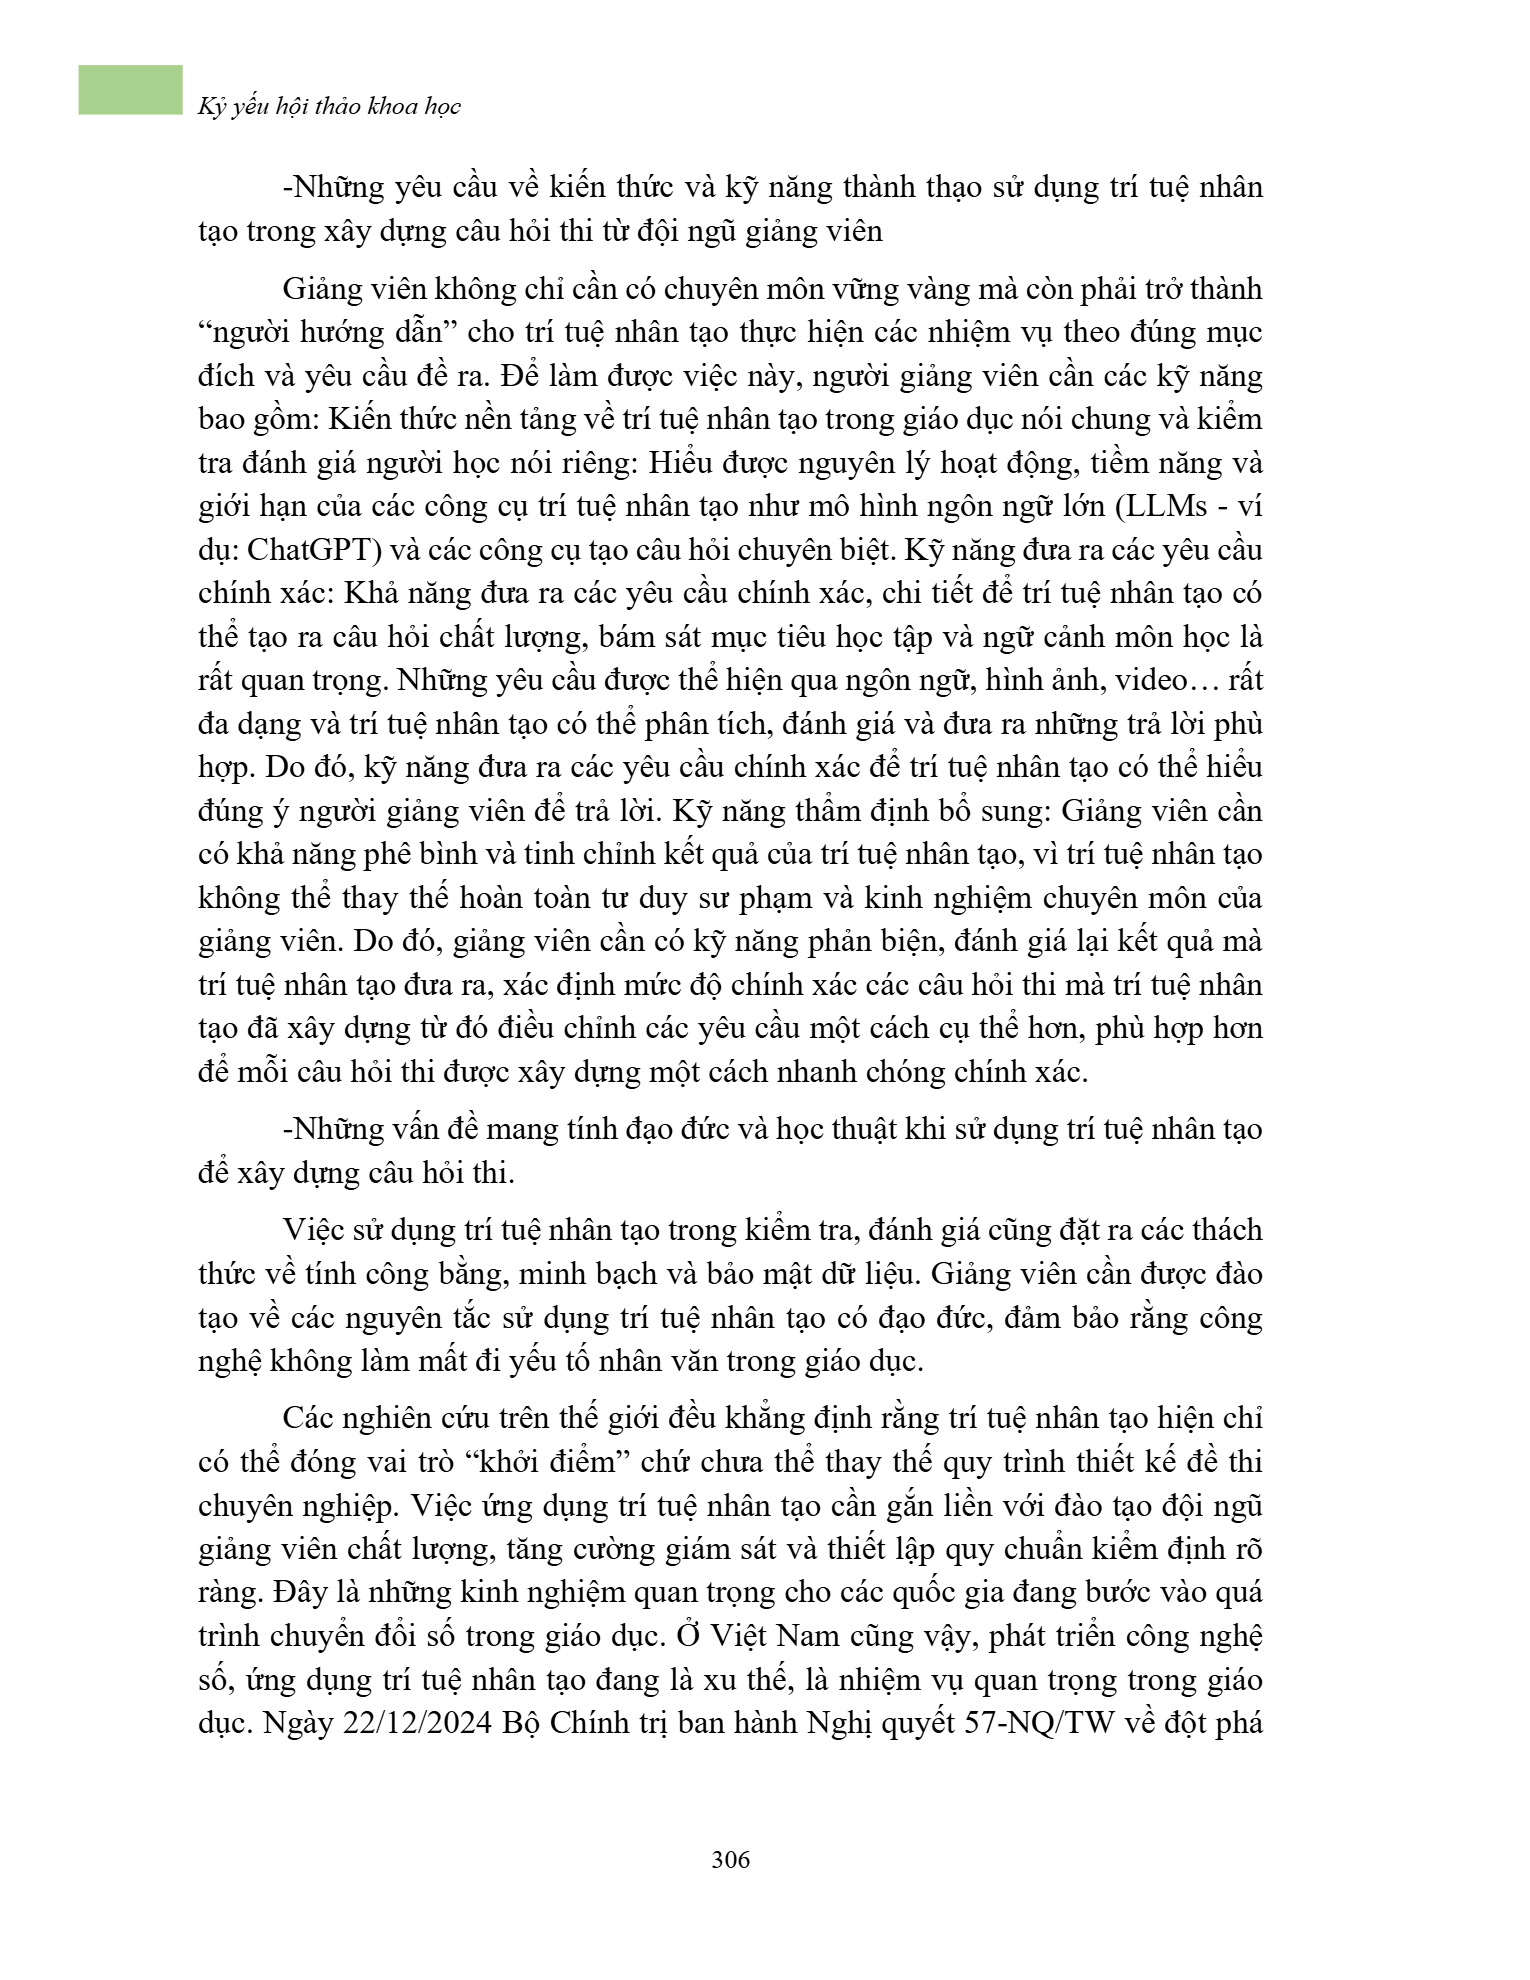 Kỷ yếu hội thảo khoa học
-Những yêu cầu về kiến thức và kỹ năng thành thạo sử dụng trí tuệ nhân
tạo trong xây dựng câu hỏi thi từ đội ngũ giảng viên
Giảng viên không chỉ cần có chuyên môn vững vàng mà còn phải trở thành
“người hướng dẫn” cho trí tuệ nhân tạo thực hiện các nhiệm vụ theo đúng mục
đích và yêu cầu đề ra. Để làm được việc này, người giảng viên cần các kỹ năng
bao gồm: Kiến thức nền tảng về trí tuệ nhân tạo trong giáo dục nói chung và kiểm
tra đánh giá người học nói riêng: Hiểu được nguyên lý hoạt động, tiềm năng và
giới hạn của các công cụ trí tuệ nhân tạo như mô hình ngôn ngữ lớn (LLMs - ví
dụ: ChatGPT) và các công cụ tạo câu hỏi chuyên biệt. Kỹ năng đưa ra các yêu cầu
chính xác: Khả năng đưa ra các yêu cầu chính xác, chi tiết để trí tuệ nhân tạo có
thể tạo ra câu hỏi chất lượng, bám sát mục tiêu học tập và ngữ cảnh môn học là
rất quan trọng. Những yêu cầu được thể hiện qua ngôn ngữ, hình ảnh, video… rất
đa dạng và trí tuệ nhân tạo có thể phân tích, đánh giá và đưa ra những trả lời phù
hợp. Do đó, kỹ năng đưa ra các yêu cầu chính xác để trí tuệ nhân tạo có thể hiểu
đúng ý người giảng viên để trả lời. Kỹ năng thẩm định bổ sung: Giảng viên cần
có khả năng phê bình và tinh chỉnh kết quả của trí tuệ nhân tạo, vì trí tuệ nhân tạo
không thể thay thế hoàn toàn tư duy sư phạm và kinh nghiệm chuyên môn của
giảng viên. Do đó, giảng viên cần có kỹ năng phản biện, đánh giá lại kết quả mà
trí tuệ nhân tạo đưa ra, xác định mức độ chính xác các câu hỏi thi mà trí tuệ nhân
tạo đã xây dựng từ đó điều chỉnh các yêu cầu một cách cụ thể hơn, phù hợp hơn
để mỗi câu hỏi thi được xây dựng một cách nhanh chóng chính xác.
-Những vấn đề mang tính đạo đức và học thuật khi sử dụng trí tuệ nhân tạo
để xây dựng câu hỏi thi.
Việc sử dụng trí tuệ nhân tạo trong kiểm tra, đánh giá cũng đặt ra các thách
thức về tính công bằng, minh bạch và bảo mật dữ liệu. Giảng viên cần được đào
tạo về các nguyên tắc sử dụng trí tuệ nhân tạo có đạo đức, đảm bảo rằng công
nghệ không làm mất đi yếu tố nhân văn trong giáo dục.
Các nghiên cứu trên thế giới đều khẳng định rằng trí tuệ nhân tạo hiện chỉ
có thể đóng vai trò “khởi điểm” chứ chưa thể thay thế quy trình thiết kế đề thi
chuyên nghiệp. Việc ứng dụng trí tuệ nhân tạo cần gắn liền với đào tạo đội ngũ
giảng viên chất lượng, tăng cường giám sát và thiết lập quy chuẩn kiểm định rõ
ràng. Đây là những kinh nghiệm quan trọng cho các quốc gia đang bước vào quá
trình chuyển đổi số trong giáo dục. Ở Việt Nam cũng vậy, phát triển công nghệ
số, ứng dụng trí tuệ nhân tạo đang là xu thế, là nhiệm vụ quan trọng trong giáo
dục. Ngày 22/12/2024 Bộ Chính trị ban hành Nghị quyết 57-NQ/TW về đột phá
306